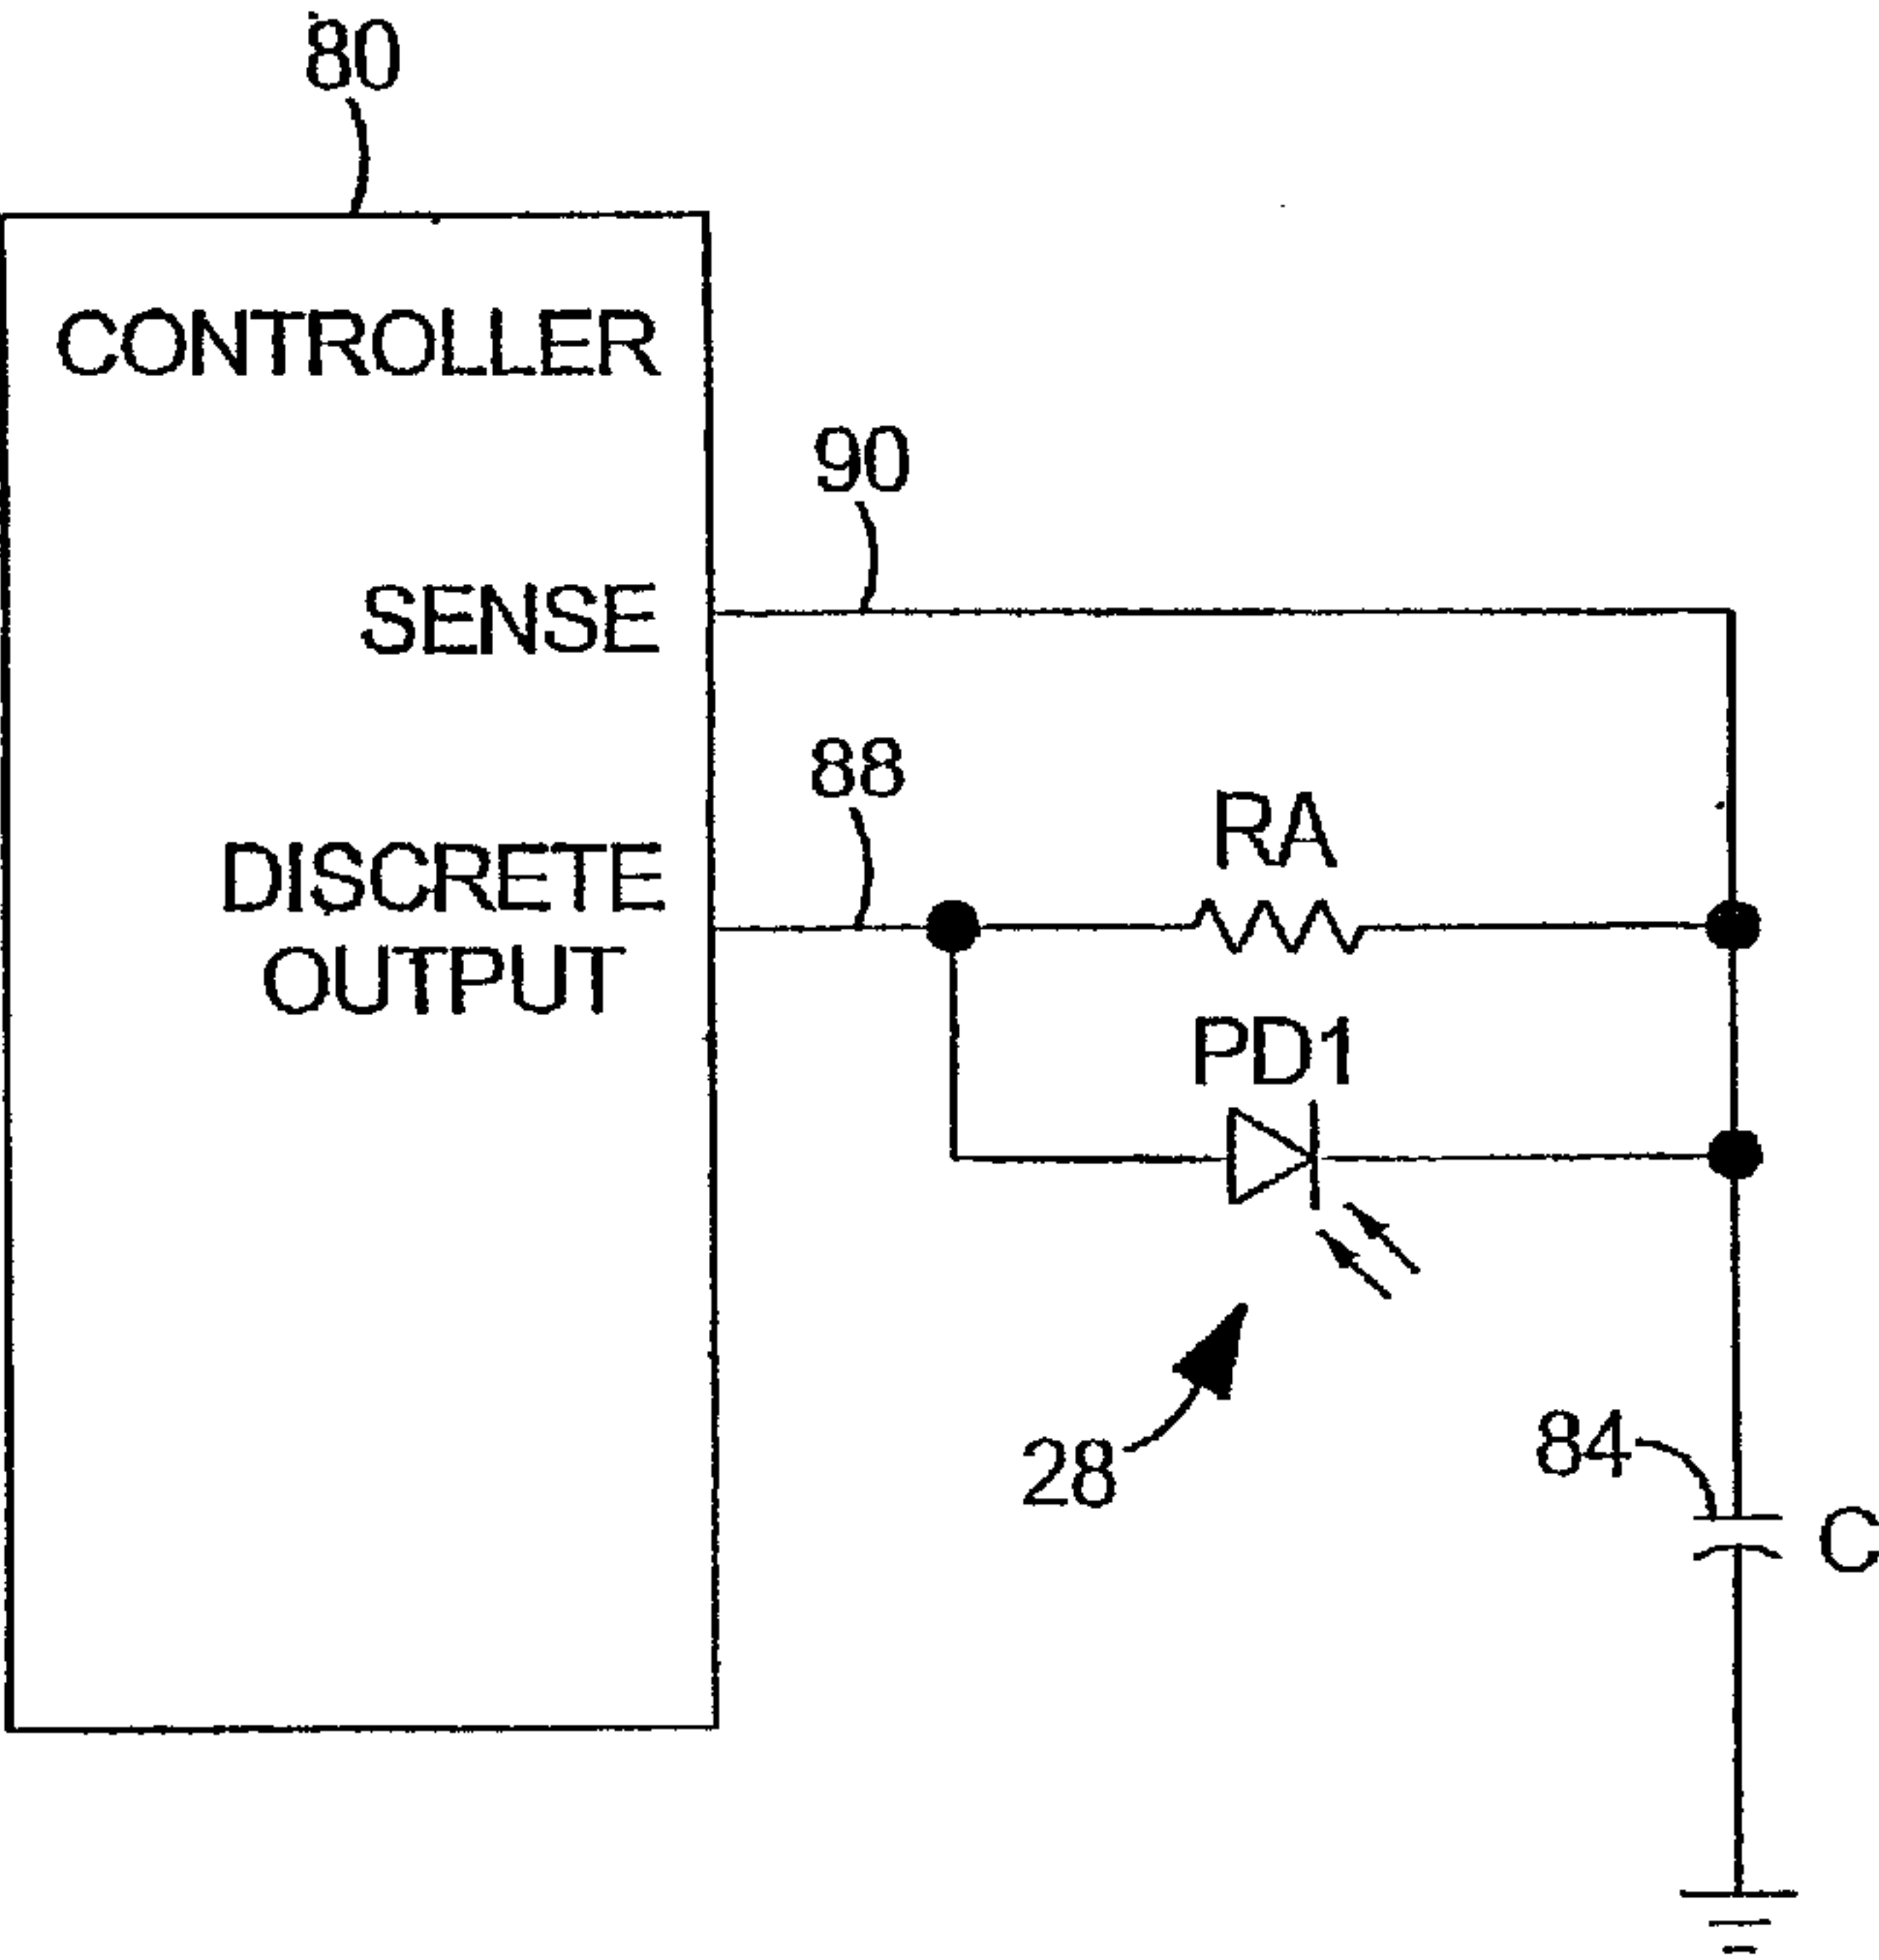 80
CONTROLLER
90
SENSE
88
RA
DISCRETE
OUTPUT
PD1
28
84
C